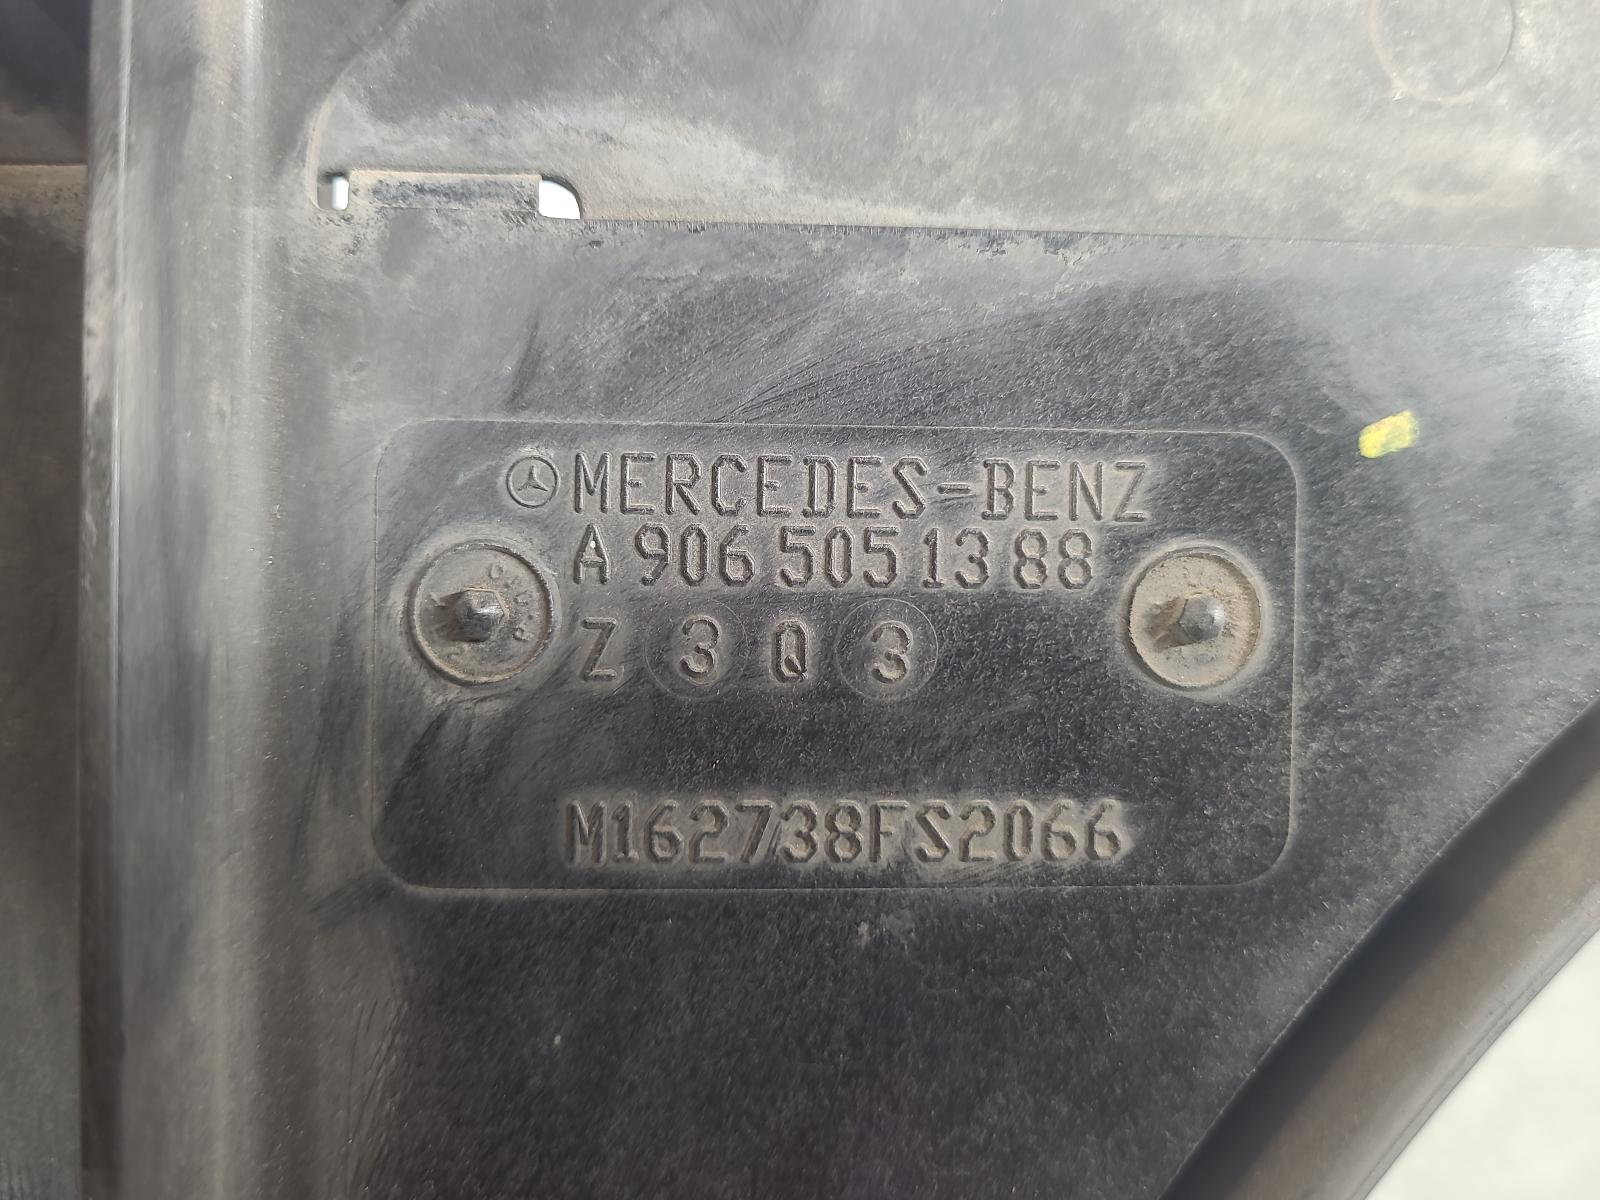 MERCEDES-BENZ
A 906 505 13 88
Z 3 Q 3
M162738FS2066